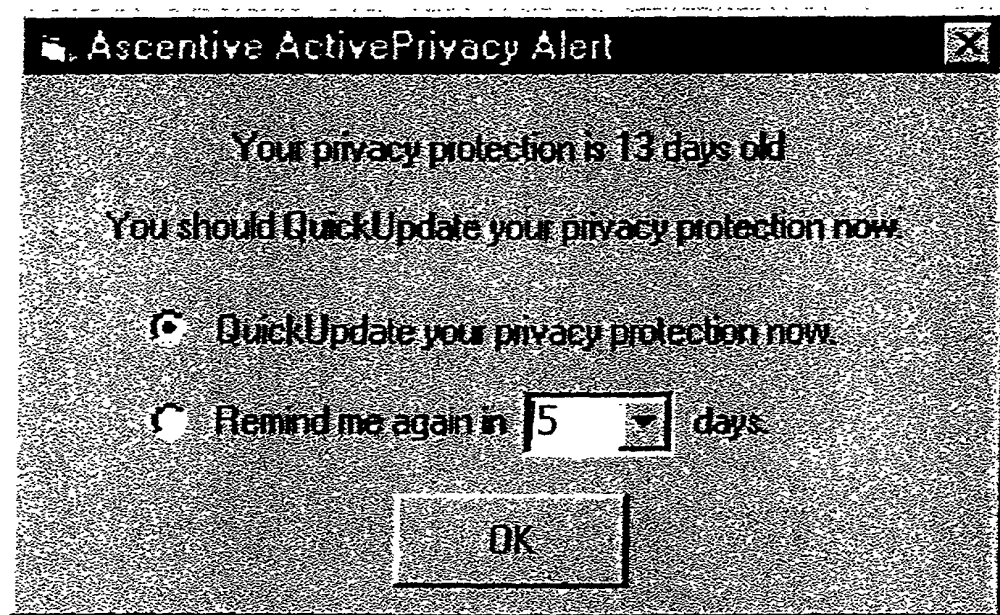 Ascentive ActivePrivacy Alert
Your privacy protection is 13 days old
You should QuickUpdate your privacy protection now.
QuickUpdate your privacy protection now.
Remind me again in 5 days.
OK